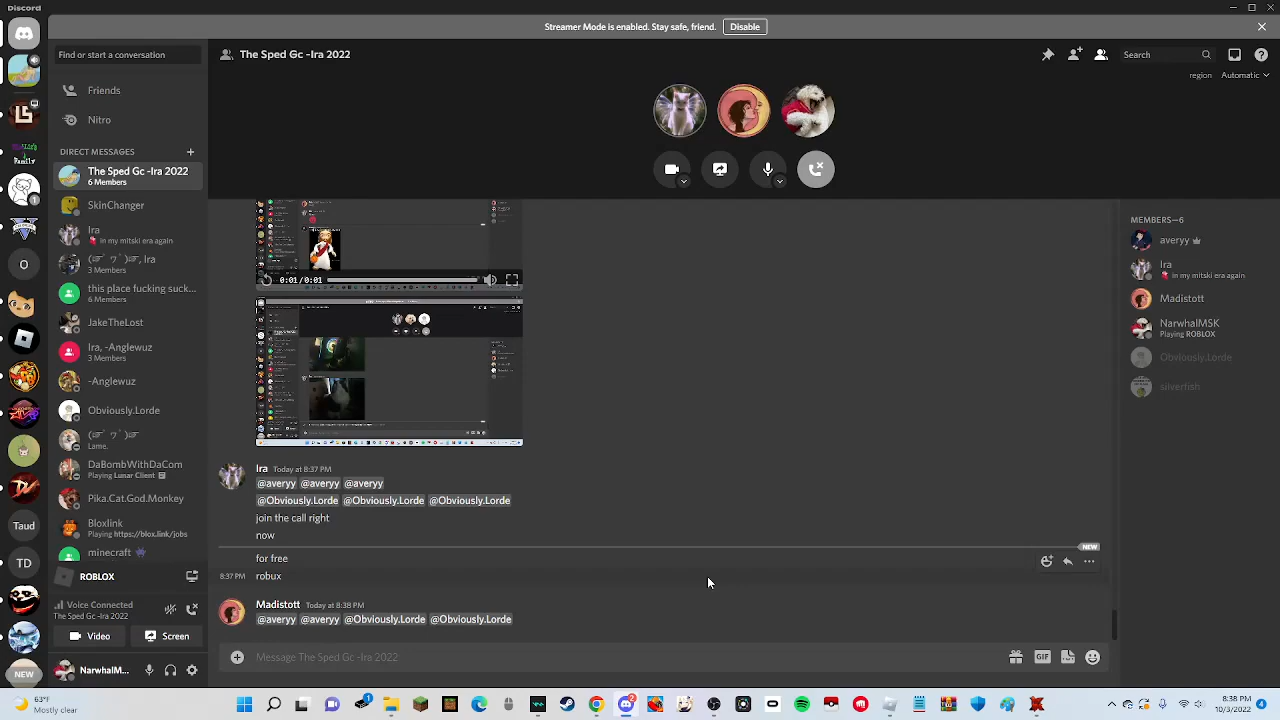 Discord
Streamer Mode is enabled. Stay safe, friend. Disable
Find or start a conversation
The Sped Gc -Ira 2022
Search
region Automatic
Friends
Nitro
DIRECT MESSAGES
The Sped Gc -Ira 2022
6 Members
SkinChanger
Ira
in my mitski era again
Ira
3 Members
this place fucking suck...
6 Members
JakeTheLost
Ira, -Anglewuz
3 Members
-Anglewuz
Obviously.Lorde
Lame.
DaBombWithDaCom
Playing Lunar Client
Pika.Cat.God.Monkey
Bloxlink
Playing https://blox.link/jobs
minecraft
ROBLOX
Voice Connected
The Sped Gc -Ira 2022
Video
Screen
NarwhalM...
O
Taud
TD
NEW
1
0:01/0:01
Ira Today at 8:37 PM
@averyy @averyy @averyy
@Obviously.Lorde @Obviously.Lorde @Obviously.Lorde
join the call right
now
NEW
for free
8:37 PM robux
Madistott Today at 8:38 PM
@averyy @averyy @Obviously.Lorde @Obviously.Lorde
Message The Sped Gc -Ira 2022
GIF
MEMBERS—6
averyy
Ira
in my mitski era again
Madistott
NarwhalMSK
Playing ROBLOX
Obviously.Lorde
silverfish
63°F
Mostly clear
8:38 PM
10/3/2022